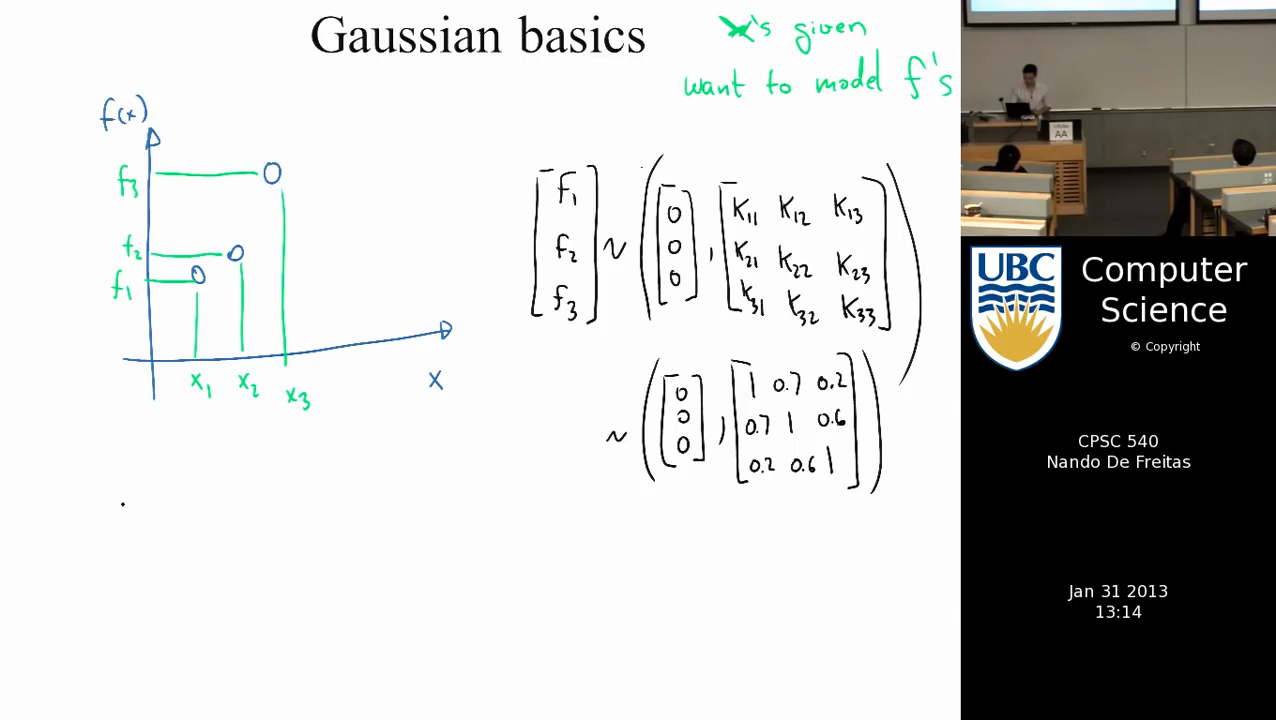 Gaussian basics
x's given
want to model f's
f(x)
f3
f2
f1
x1 x2 x3
x
f1
f2
f3
~
0
0
0
,
K11 K12 K13
K21 K22 K23
K31 K32 K33
~
0
0
0
,
1 0.7 0.2
0.7 1 0.6
0.2 0.6 1
AA
UBC
Computer
Science
© Copyright
CPSC 540
Nando De Freitas
Jan 31 2013
13:14